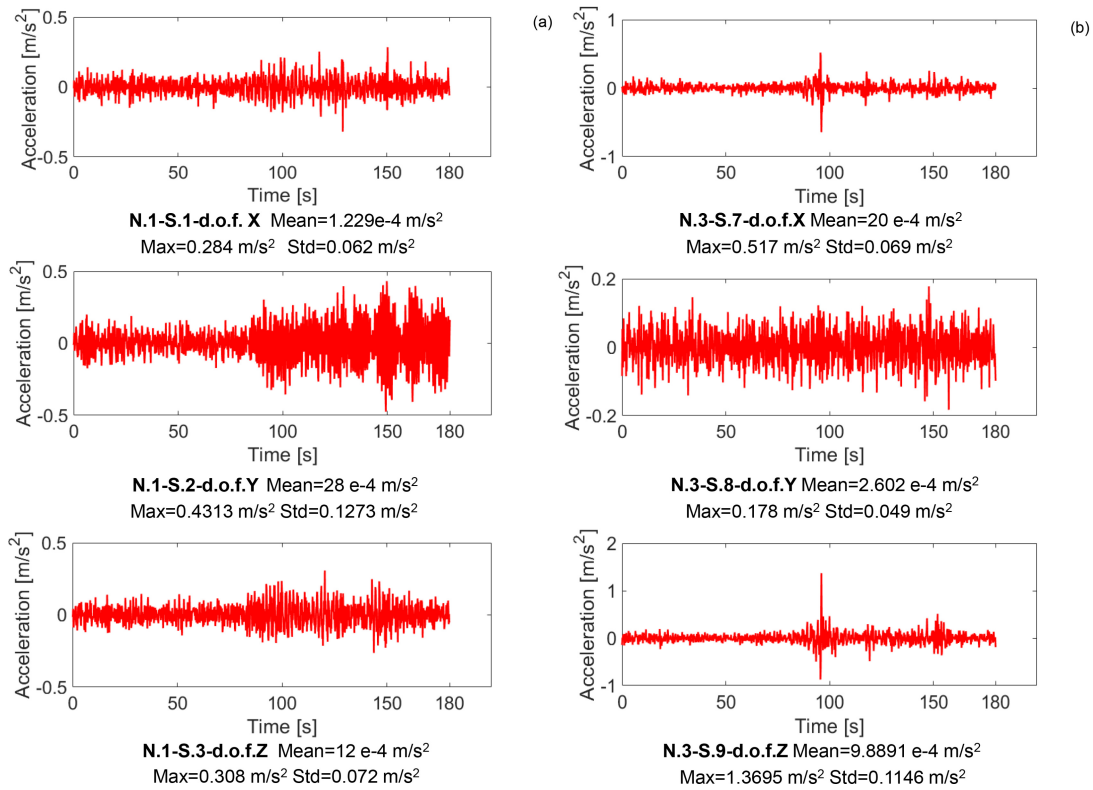 (a)
Acceleration [m/s²]
0.5
0
-0.5
0 50 100 150 180
Time [s]
N.1-S.1-d.o.f. X Mean=1.229e-4 m/s²
Max=0.284 m/s² Std=0.062 m/s²
Acceleration [m/s²]
0.5
0
-0.5
0 50 100 150 180
Time [s]
N.1-S.2-d.o.f.Y Mean=28 e-4 m/s²
Max=0.4313 m/s² Std=0.1273 m/s²
Acceleration [m/s²]
0.5
0
-0.5
0 50 100 150 180
Time [s]
N.1-S.3-d.o.f.Z Mean=12 e-4 m/s²
Max=0.308 m/s² Std=0.072 m/s²
(b)
Acceleration [m/s²]
1
0
-1
0 50 100 150 180
Time [s]
N.3-S.7-d.o.f.X Mean=20 e-4 m/s²
Max=0.517 m/s² Std=0.069 m/s²
Acceleration [m/s²]
0.2
0
-0.2
0 50 100 150 180
Time [s]
N.3-S.8-d.o.f.Y Mean=2.602 e-4 m/s²
Max=0.178 m/s² Std=0.049 m/s²
Acceleration [m/s²]
2
1
0
-1
0 50 100 150 180
Time [s]
N.3-S.9-d.o.f.Z Mean=9.8891 e-4 m/s²
Max=1.3695 m/s² Std=0.1146 m/s²